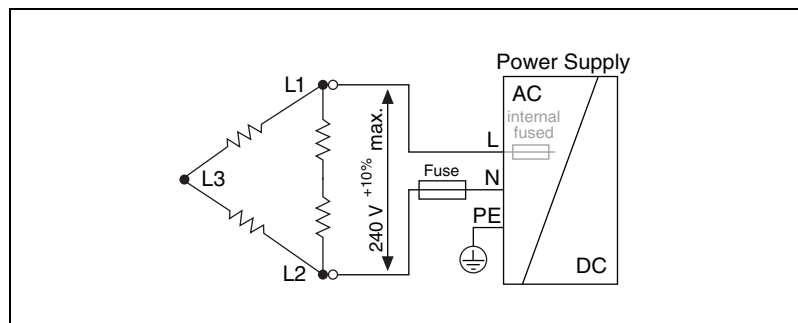 Power Supply
L1
AC
internal
fused
L
L3
240 V +10% max.
Fuse
N
PE
L2
DC